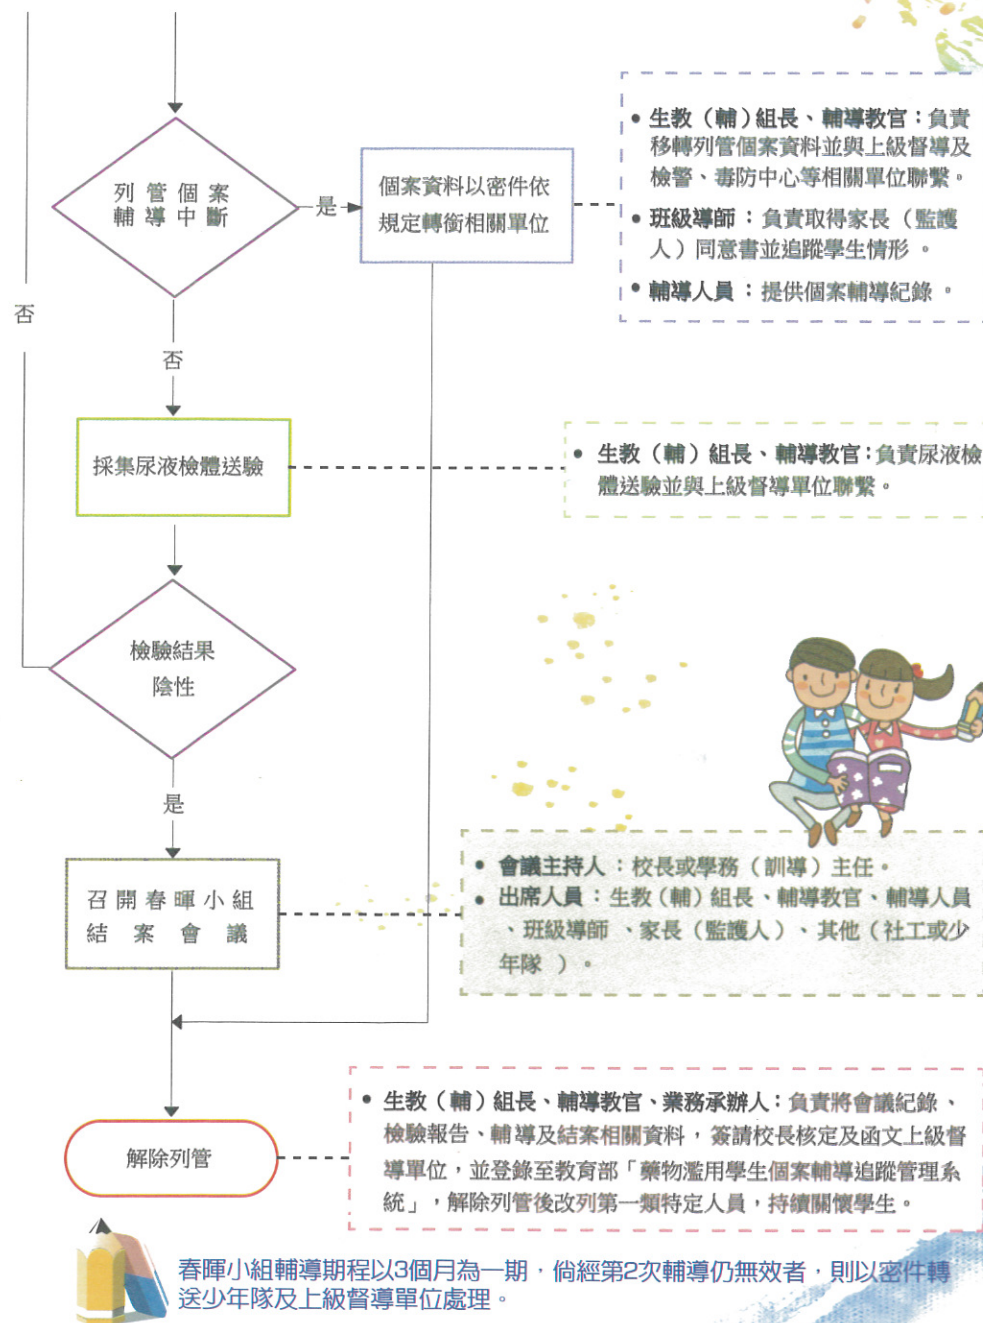 列管個案
輔導中斷
是
個案資料以密件依
規定轉銜相關單位
• 生教（輔）組長、輔導教官：負責
移轉列管個案資料並與上級督導及
檢警、毒防中心等相關單位聯繫。
• 班級導師：負責取得家長（監護
人）同意書並追蹤學生情形。
• 輔導人員：提供個案輔導紀錄。
否
否
採集尿液檢體送驗
• 生教（輔）組長、輔導教官：負責尿液檢
體送驗並與上級督導單位聯繫。
檢驗結果
陰性
是
召開春暉小組
結案會議
• 會議主持人：校長或學務（訓導）主任。
• 出席人員：生教（輔）組長、輔導教官、輔導人員
、班級導師、家長（監護人）、其他（社工或少
年隊）。
解除列管
• 生教（輔）組長、輔導教官、業務承辦人：負責將會議紀錄、
檢驗報告、輔導及結案相關資料，簽請校長核定及函文上級督
導單位，並登錄至教育部「藥物濫用學生個案輔導追蹤管理系
統」，解除列管後改列第一類特定人員，持續關懷學生。
春暉小組輔導期程以3個月為一期，倘經第2次輔導仍無效者，則以密件轉
送少年隊及上級督導單位處理。